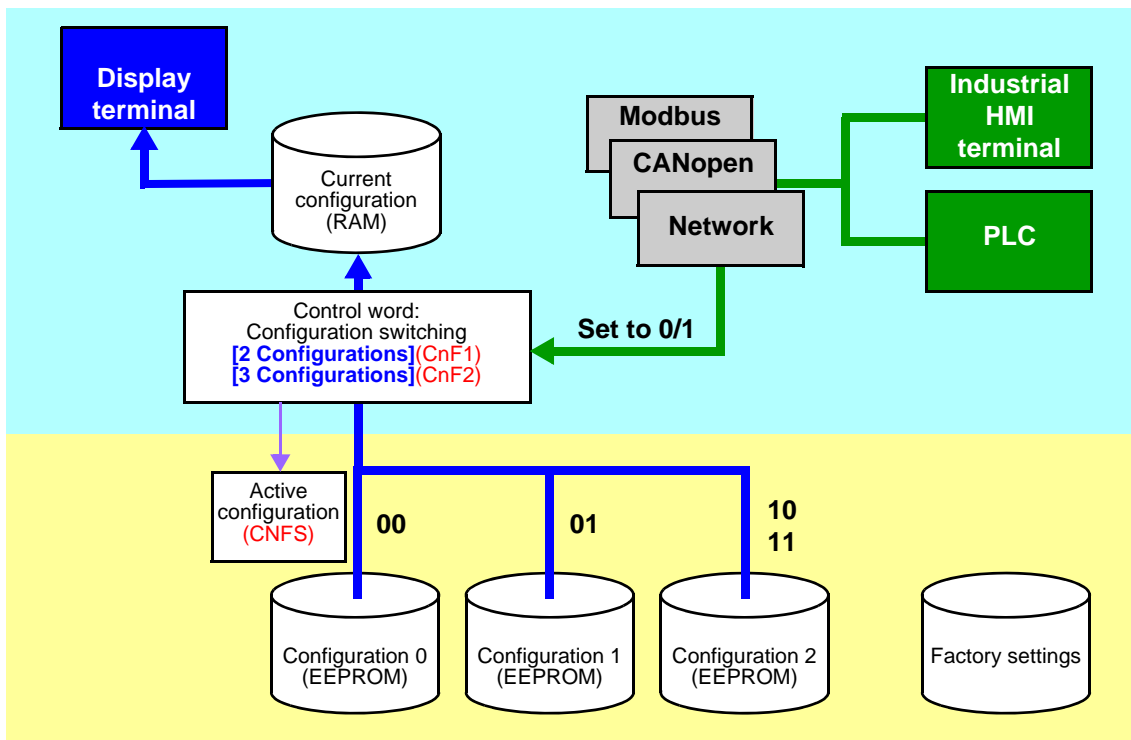 Display
terminal
Current
configuration
(RAM)
Modbus
CANopen
Network
Industrial
HMI
terminal
PLC
Control word:
Configuration switching
[2 Configurations](CnF1)
[3 Configurations](CnF2)
Set to 0/1
Active
configuration
(CNFS)
00
01
10
11
Configuration 0
(EEPROM)
Configuration 1
(EEPROM)
Configuration 2
(EEPROM)
Factory settings